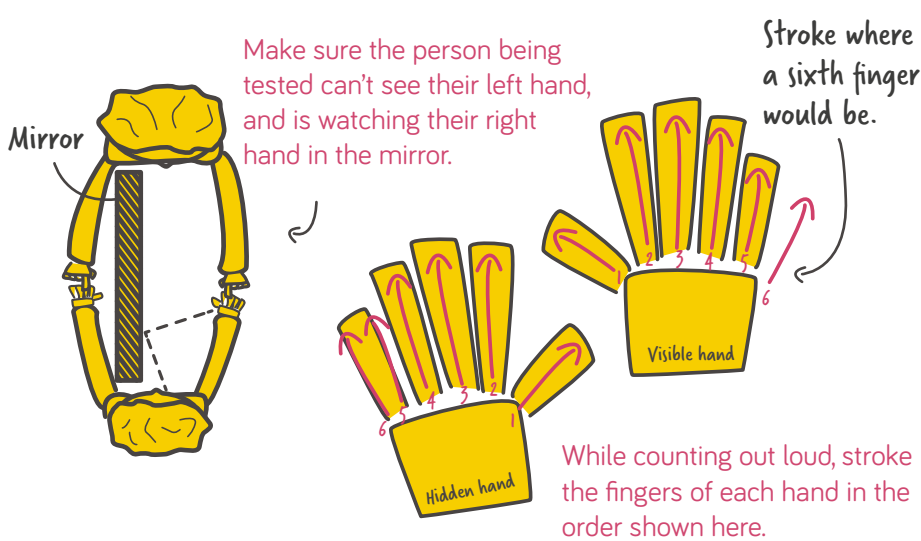 Make sure the person being
tested can't see their left hand,
and is watching their right
hand in the mirror.
Mirror
Stroke where
a sixth finger
would be.
1
2
3
4
5
6
Visible hand
6
5
4
3
2
1
Hidden hand
While counting out loud, stroke
the fingers of each hand in the
order shown here.